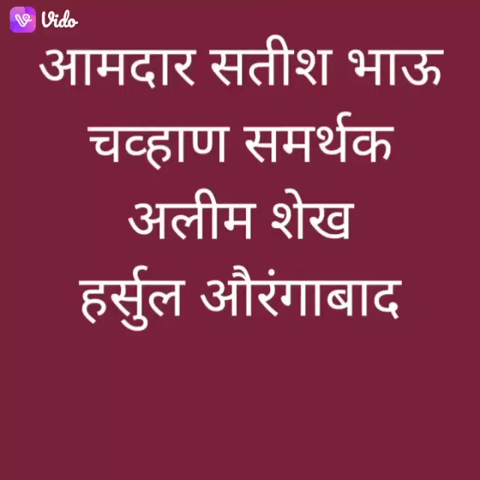 Vido
आमदार सतीश भाऊ
चव्हाण समर्थक
अलीम शेख
हर्सुल औरंगाबाद